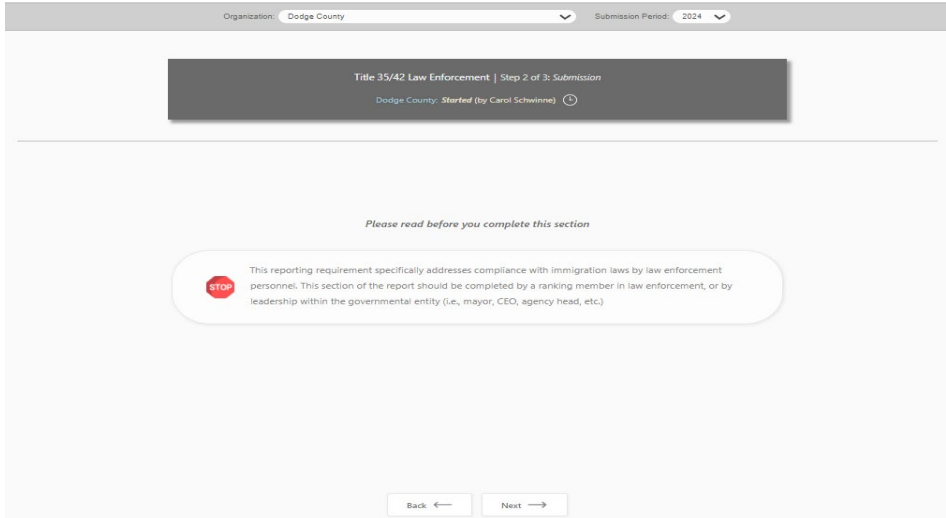 Organization: Dodge County Submission Period: 2024
Title 35/42 Law Enforcement | Step 2 of 3: Submission
Dodge County: Started (by Carol Schwinne)
Please read before you complete this section
This reporting requirement specifically addresses compliance with immigration laws by law enforcement
STOP
personnel. This section of the report should be completed by a ranking member in law enforcement, or by
leadership within the governmental entity (i.e., mayor, CEO, agency head, etc.)
Back ← Next →